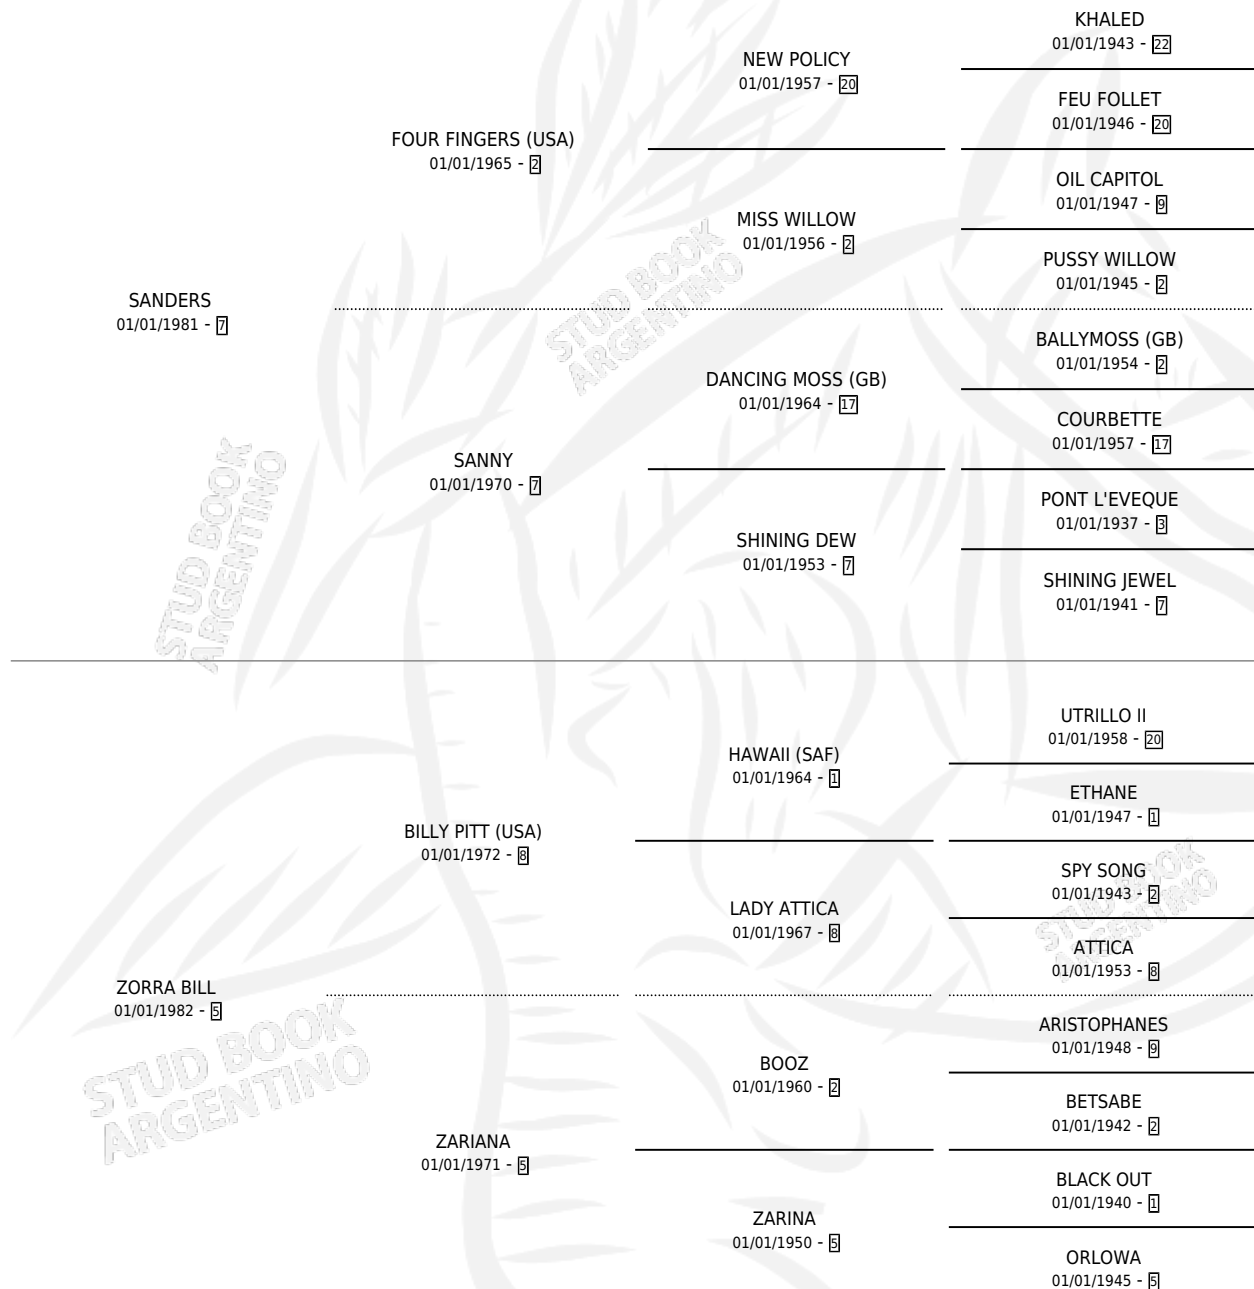 KHALED
01/01/1943 - 22
NEW POLICY
01/01/1957 - 20
FEU FOLLET
01/01/1946 - 20
FOUR FINGERS (USA)
01/01/1965 - 2
OIL CAPITOL
01/01/1947 - 9
MISS WILLOW
01/01/1956 - 2
PUSSY WILLOW
01/01/1945 - 2
SANDERS
01/01/1981 - 7
STUD BOOK
ARGENTINO
BALLYMOSS (GB)
01/01/1954 - 2
DANCING MOSS (GB)
01/01/1964 - 17
COURBETTE
01/01/1957 - 17
SANNY
01/01/1970 - 7
PONT L'EVEQUE
01/01/1937 - 3
SHINING DEW
01/01/1953 - 7
SHINING JEWEL
01/01/1941 - 7
STUD BOOK
ARGENTINO
UTRILLO II
01/01/1958 - 20
HAWAII (SAF)
01/01/1964 - 1
ETHANE
01/01/1947 - 1
BILLY PITT (USA)
01/01/1972 - 8
SPY SONG
01/01/1943 - 2
LADY ATTICA
01/01/1967 - 8
ATTICA
01/01/1953 - 8
STUD BOOK
ARGENTINO
ZORRA BILL
01/01/1982 - 5
ARISTOPHANES
01/01/1948 - 9
BOOZ
01/01/1960 - 2
BETSABE
01/01/1942 - 2
STUD BOOK
ARGENTINO
ZARIANA
01/01/1971 - 5
BLACK OUT
01/01/1940 - 1
ZARINA
01/01/1950 - 5
ORLOWA
01/01/1945 - 5